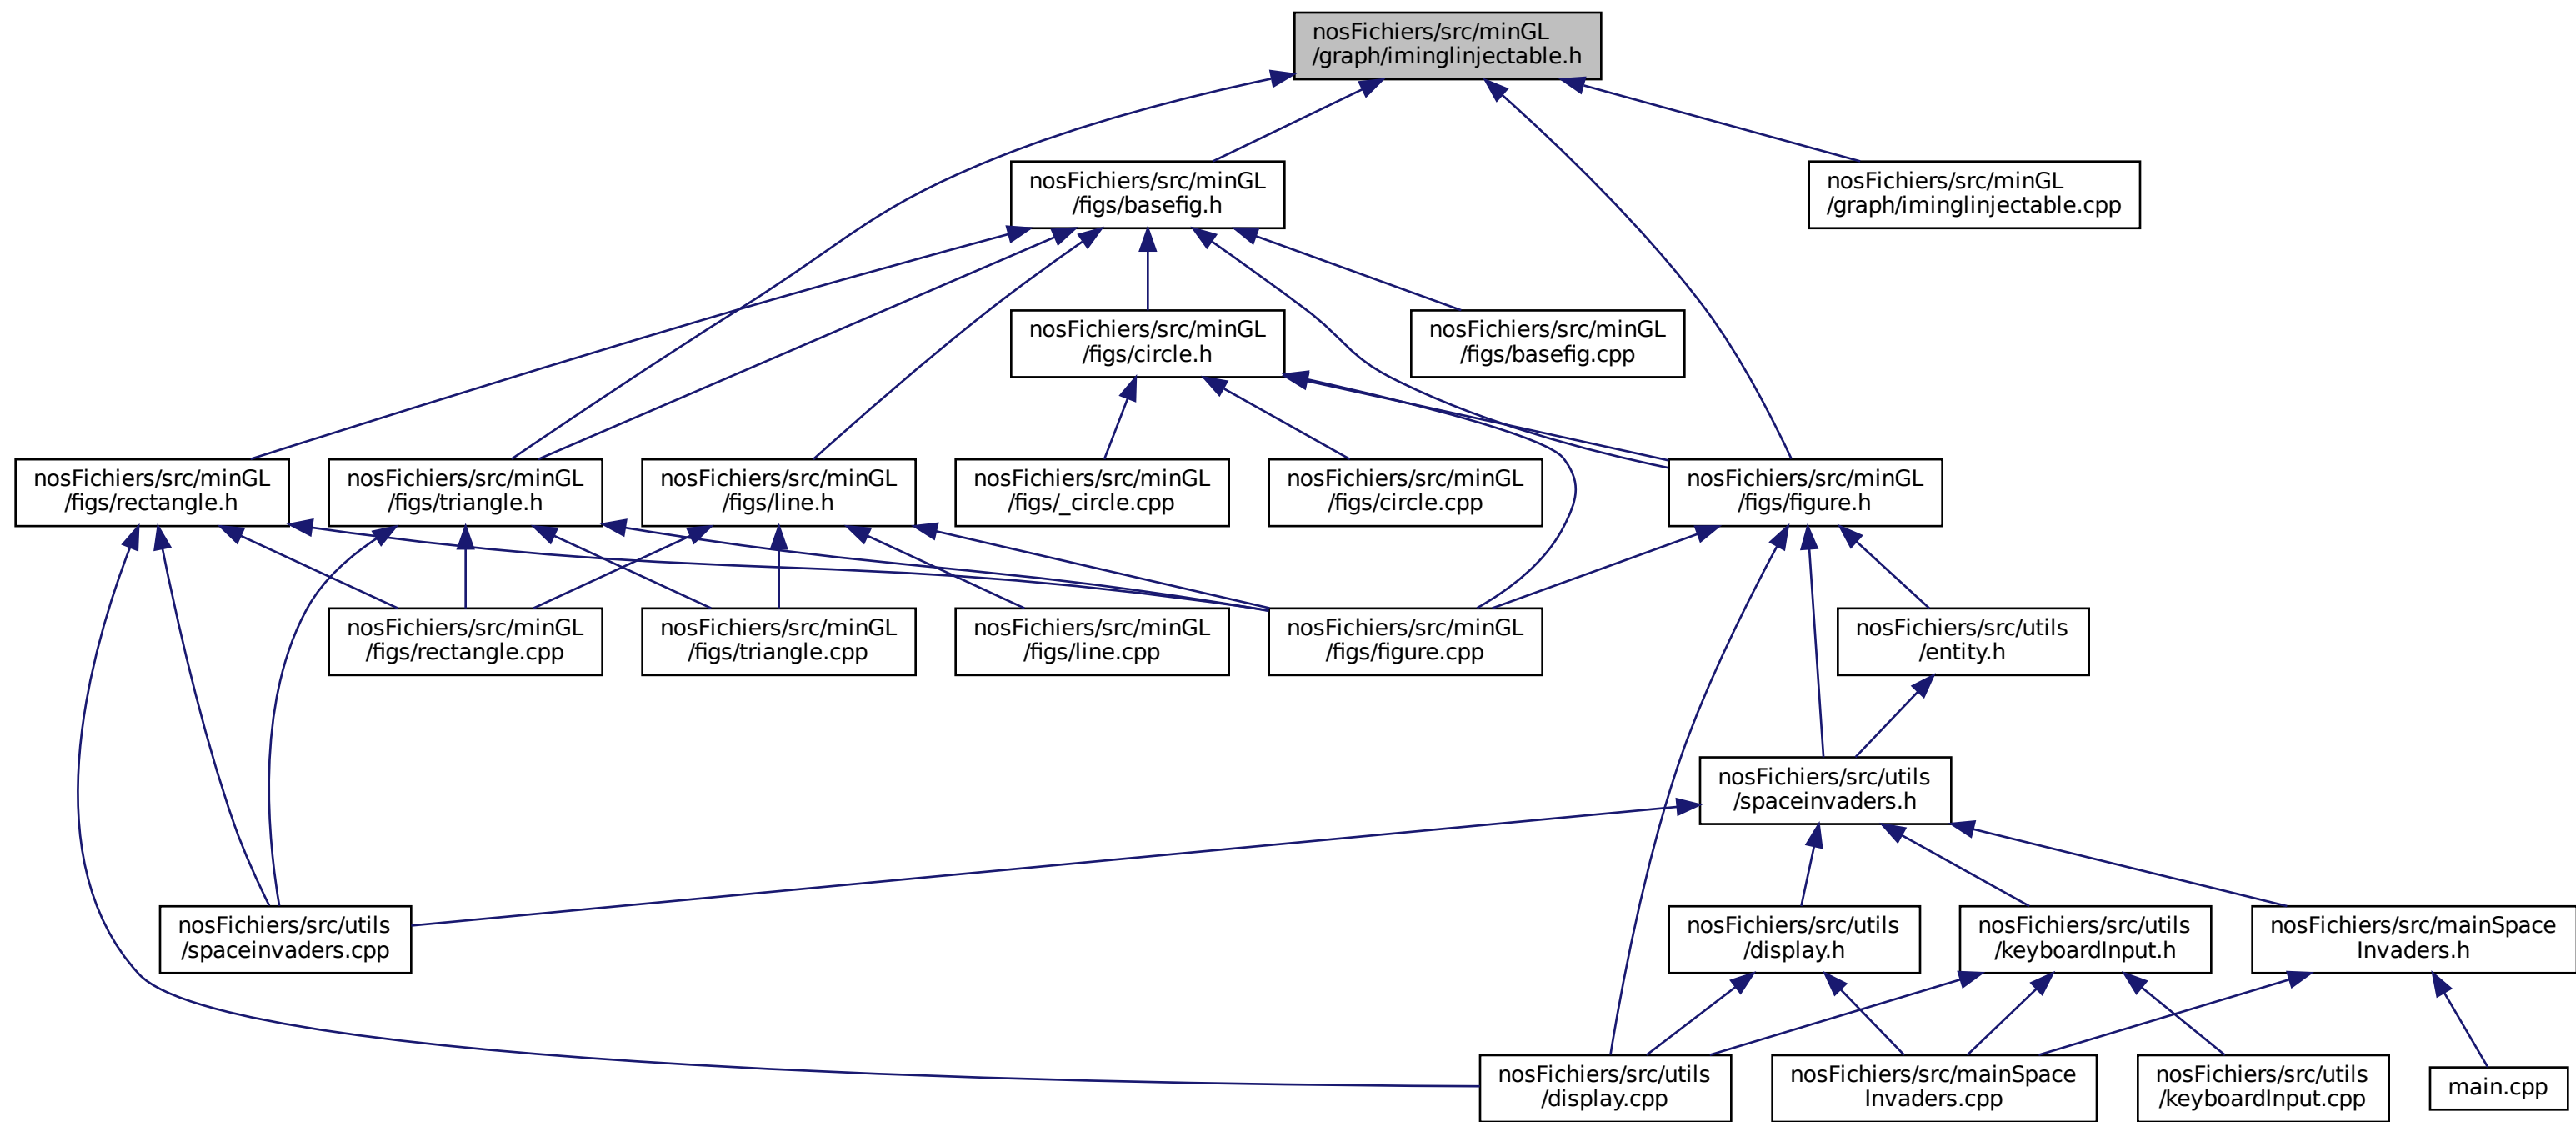 nosFichiers/src/minGL
/graph/iminglinjectable.h
nosFichiers/src/minGL
/figs/basefig.h
nosFichiers/src/minGL
/graph/iminglinjectable.cpp
nosFichiers/src/minGL
/figs/circle.h
nosFichiers/src/minGL
/figs/basefig.cpp
nosFichiers/src/minGL
/figs/rectangle.h
nosFichiers/src/minGL
/figs/triangle.h
nosFichiers/src/minGL
/figs/line.h
nosFichiers/src/minGL
/figs/_circle.cpp
nosFichiers/src/minGL
/figs/circle.cpp
nosFichiers/src/minGL
/figs/figure.h
nosFichiers/src/minGL
/figs/rectangle.cpp
nosFichiers/src/minGL
/figs/triangle.cpp
nosFichiers/src/minGL
/figs/line.cpp
nosFichiers/src/minGL
/figs/figure.cpp
nosFichiers/src/utils
/entity.h
nosFichiers/src/utils
/spaceinvaders.h
nosFichiers/src/utils
/spaceinvaders.cpp
nosFichiers/src/utils
/display.h
nosFichiers/src/utils
/keyboardInput.h
nosFichiers/src/mainSpace
Invaders.h
nosFichiers/src/utils
/display.cpp
nosFichiers/src/mainSpace
Invaders.cpp
nosFichiers/src/utils
/keyboardInput.cpp
main.cpp